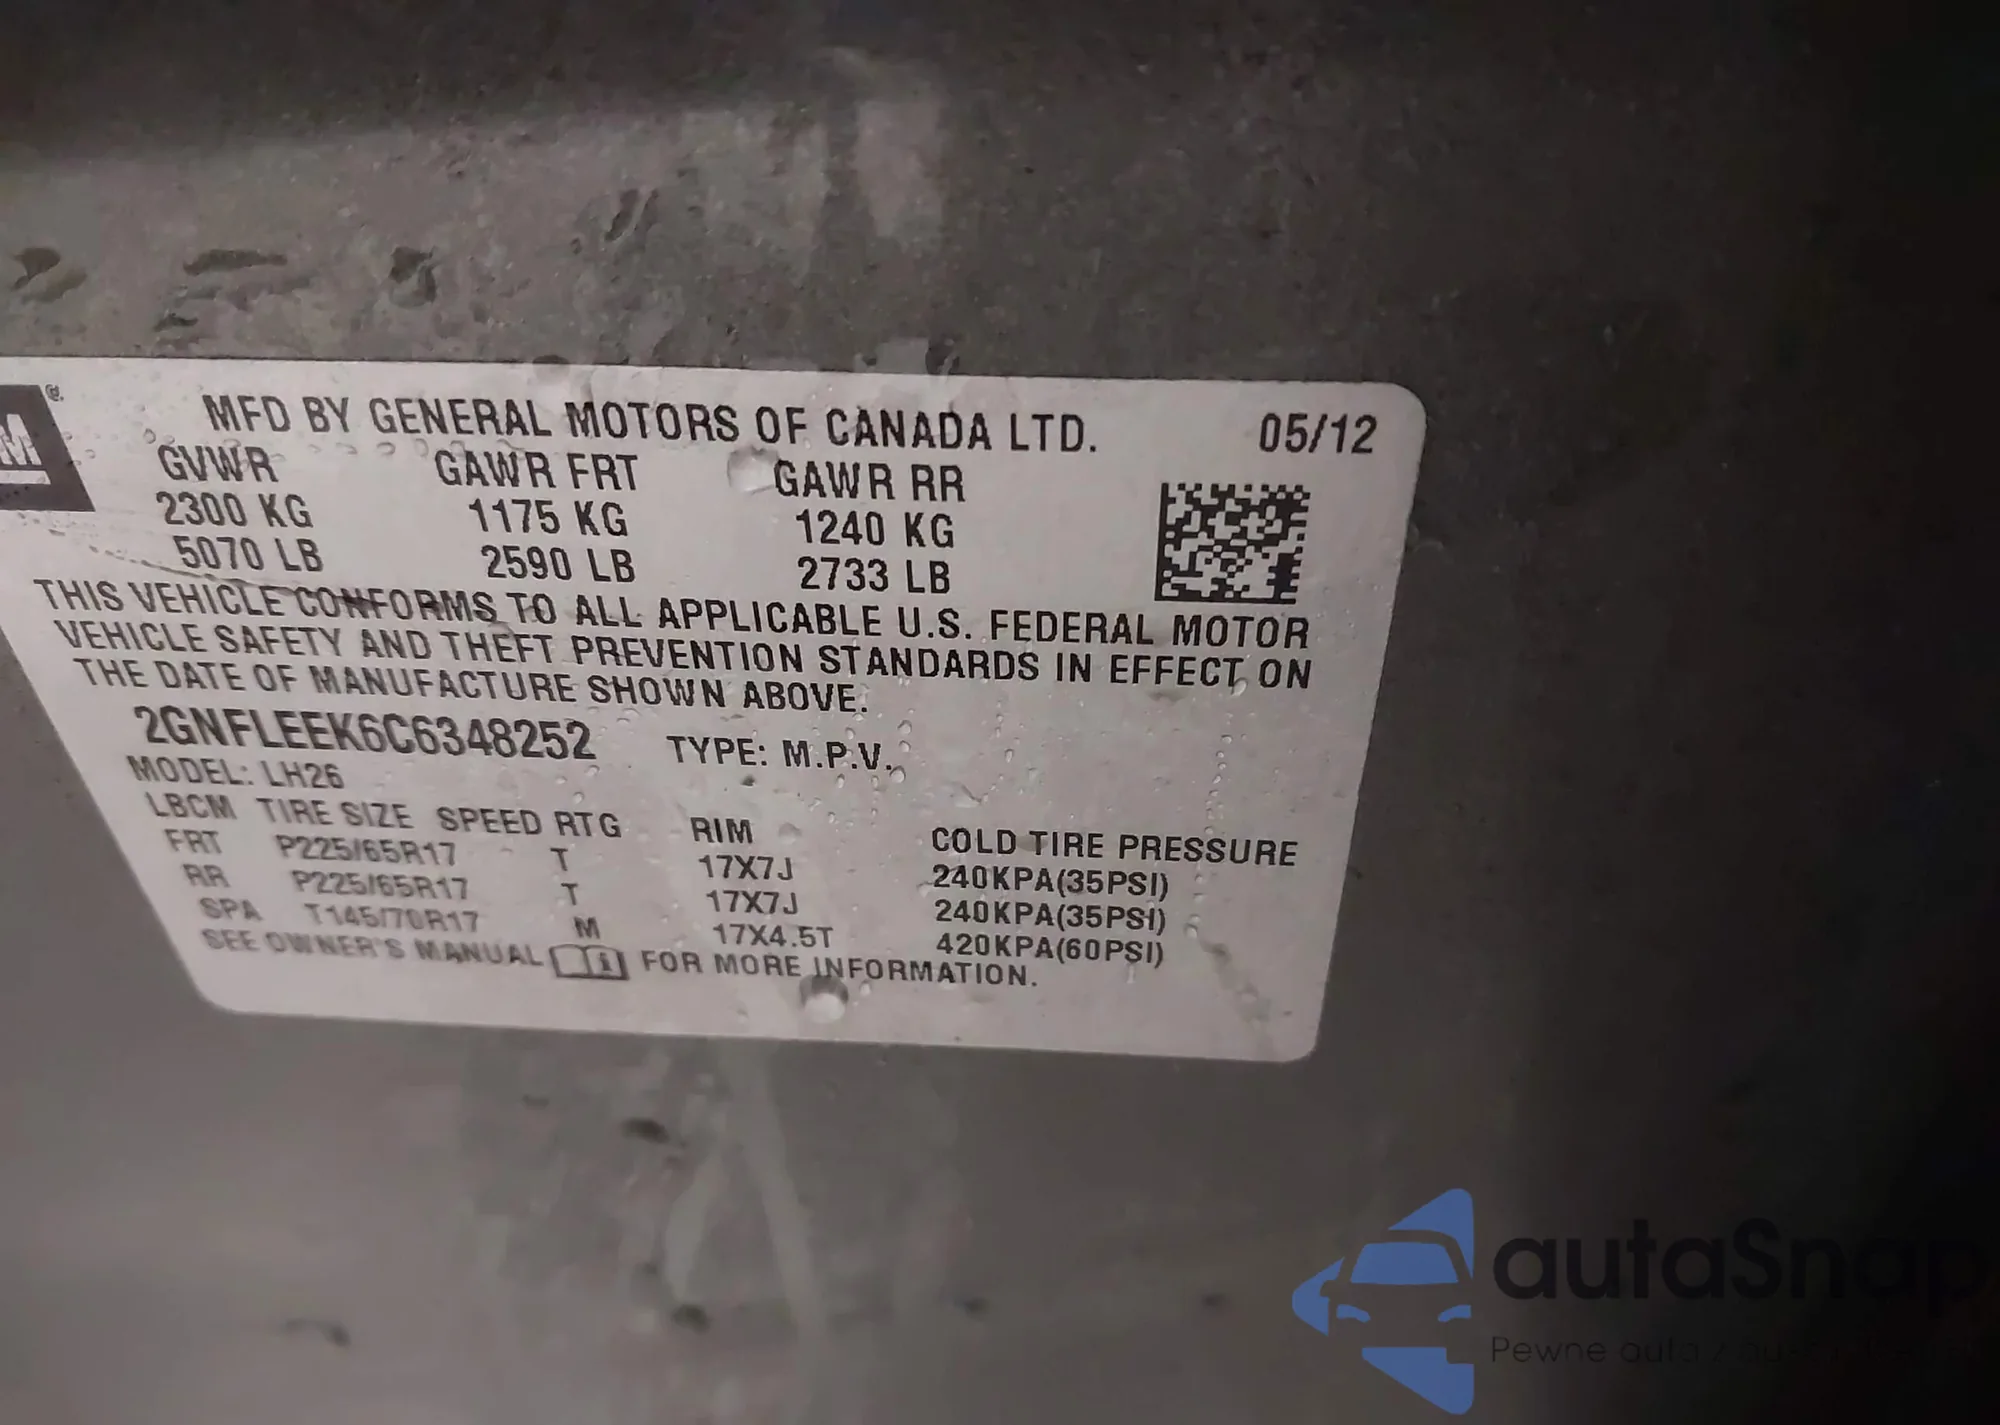 M
MFD BY GENERAL MOTORS OF CANADA LTD. 05/12
GVWR GAWR FRT GAWR RR
2300 KG 1175 KG 1240 KG
5070 LB 2590 LB 2733 LB
THIS VEHICLE CONFORMS TO ALL APPLICABLE U.S. FEDERAL MOTOR
VEHICLE SAFETY AND THEFT PREVENTION STANDARDS IN EFFECT ON
THE DATE OF MANUFACTURE SHOWN ABOVE.
2GNFLEEK6C6348252 TYPE: M.P.V.
MODEL: LH26
LBCM TIRE SIZE SPEED RTG RIM COLD TIRE PRESSURE
FRT P225/65R17 T 17X7J 240KPA(35PSI)
RR P225/65R17 T 17X7J 240KPA(35PSI)
SPA T145/70R17 M 17X4.5T 420KPA(60PSI)
SEE OWNER'S MANUAL FOR MORE INFORMATION.
autaSnap
Pewne auta z